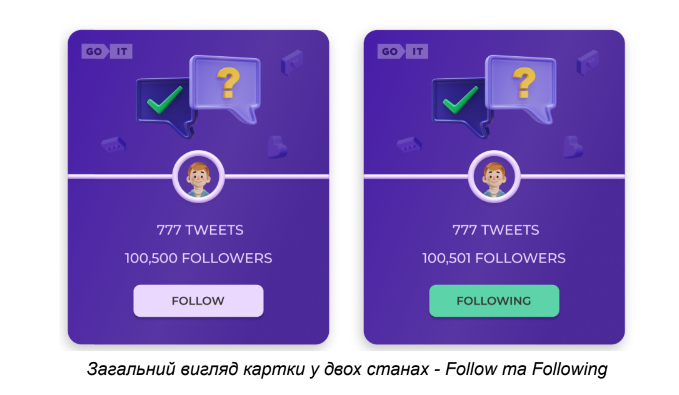 GO IT
777 TWEETS
100,500 FOLLOWERS
FOLLOW
GO IT
777 TWEETS
100,501 FOLLOWERS
FOLLOWING
Загальний вигляд картки у двох станах - Follow та Following